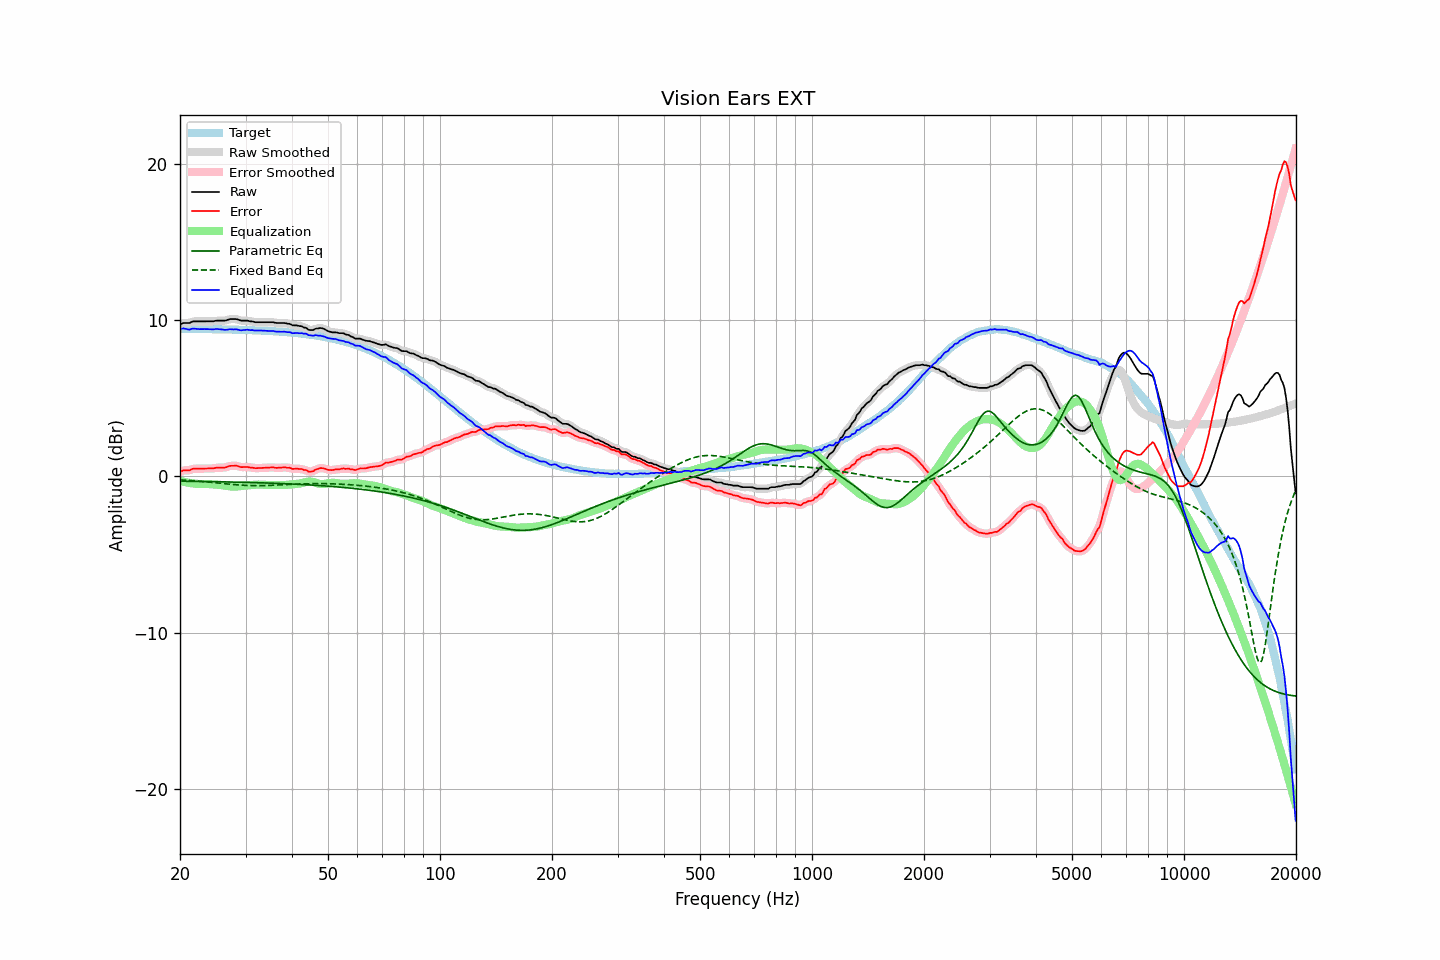 Vision Ears EXT
Target
Raw Smoothed
Error Smoothed
Raw
Error
Equalization
Parametric Eq
Fixed Band Eq
Equalized
Amplitude (dBr)
20
10
0
−10
−20
20 50 100 200 500 1000 2000 5000 10000 20000
Frequency (Hz)